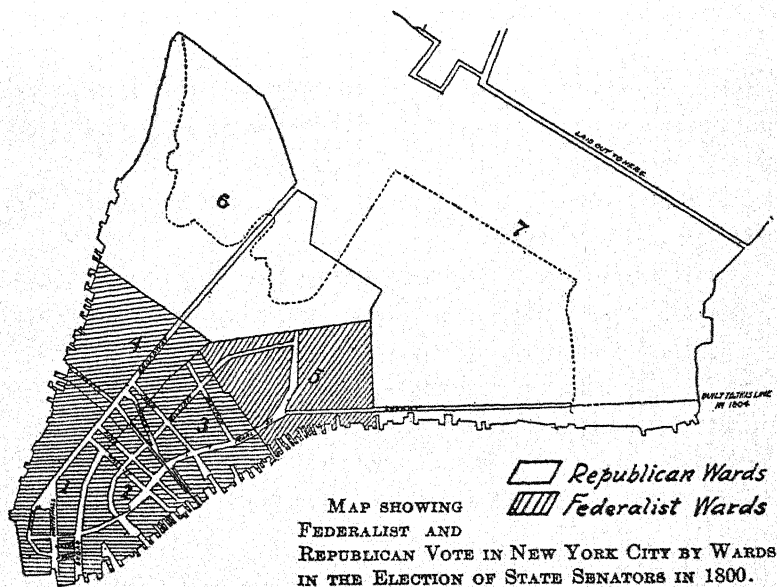 LAID OUT TO HERE
6
7
4
5
3
1
2
BUILT TO THIS LINE
IN 1804
Republican Wards
Federalist Wards
MAP SHOWING
FEDERALIST AND
REPUBLICAN VOTE IN NEW YORK CITY BY WARDS
IN THE ELECTION OF STATE SENATORS IN 1800.